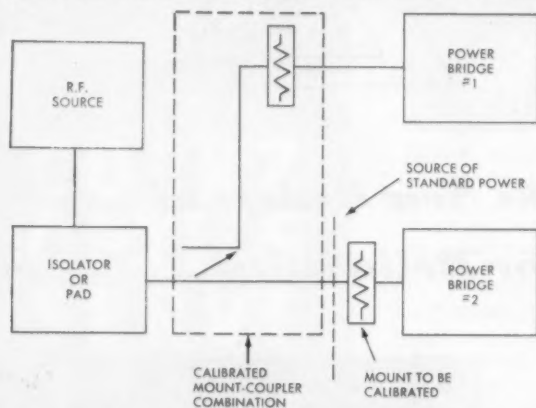 R.F.
SOURCE
POWER
BRIDGE
#1
SOURCE OF
STANDARD POWER
ISOLATOR
OR
PAD
POWER
BRIDGE
#2
CALIBRATED
MOUNT-COUPLER
COMBINATION
MOUNT TO BE
CALIBRATED